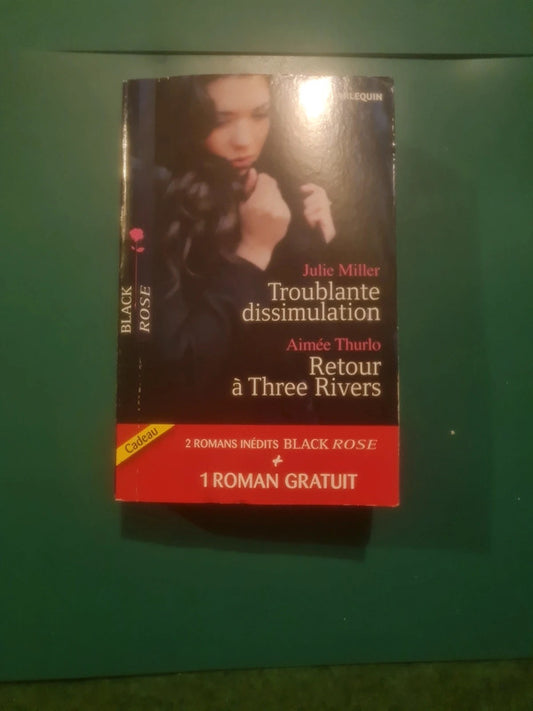 HARLEQUIN
BLACK ROSE
Julie Miller
Troublante
dissimulation
Aimée Thurlo
Retour
à Three Rivers
Cadeau
2 ROMANS INÉDITS BLACK ROSE
+
1 ROMAN GRATUIT